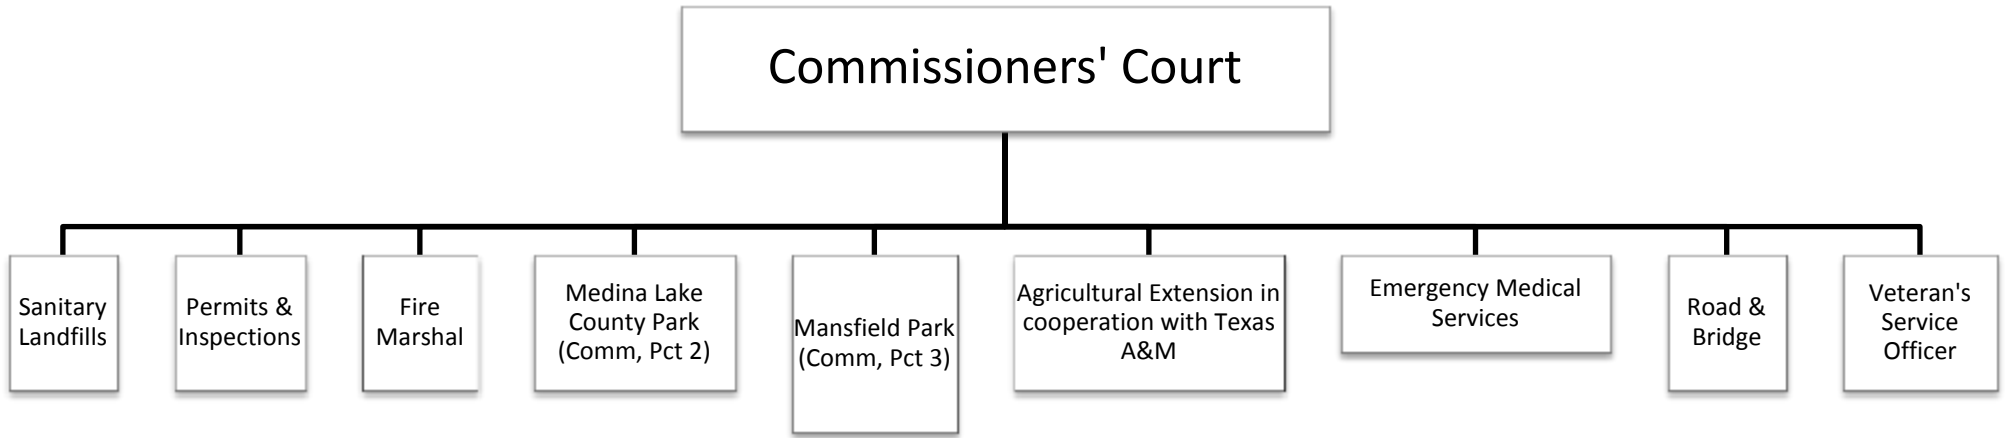 Commissioners' Court
Sanitary
Landfills
Permits &
Inspections
Fire
Marshal
Medina Lake
County Park
(Comm, Pct 2)
Mansfield Park
(Comm, Pct 3)
Agricultural Extension in
cooperation with Texas
A&M
Emergency Medical
Services
Road &
Bridge
Veteran's
Service
Officer